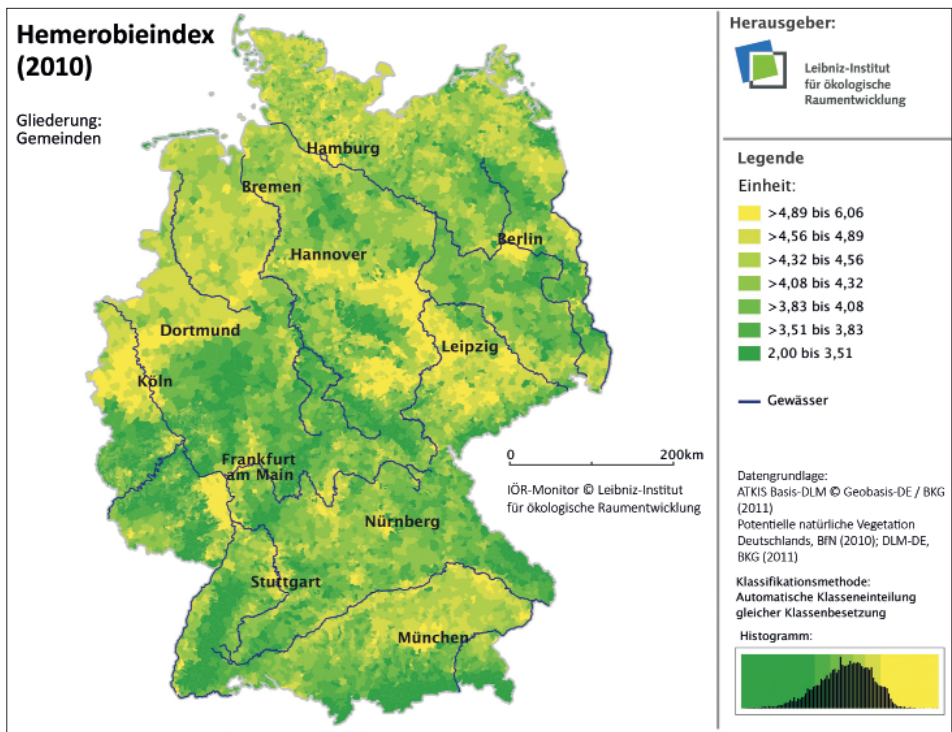 Hemerobieindex
(2010)
Gliederung:
Gemeinden
Hamburg
Bremen
Hannover
Berlin
Dortmund
Leipzig
Köln
Frankfurt
am Main
Nürnberg
Stuttgart
München
0 200km
IÖR-Monitor © Leibniz-Institut
für ökologische Raumentwicklung
Herausgeber:
Leibniz-Institut
für ökologische
Raumentwicklung
Legende
Einheit:
>4,89 bis 6,06
>4,56 bis 4,89
>4,32 bis 4,56
>4,08 bis 4,32
>3,83 bis 4,08
>3,51 bis 3,83
2,00 bis 3,51
Gewässer
Datengrundlage:
ATKIS Basis-DLM © Geobasis-DE / BKG
(2011)
Potentielle natürliche Vegetation
Deutschlands, BfN (2010); DLM-DE,
BKG (2011)
Klassifikationsmethode:
Automatische Klasseneinteilung
gleicher Klassenbesetzung
Histogramm: